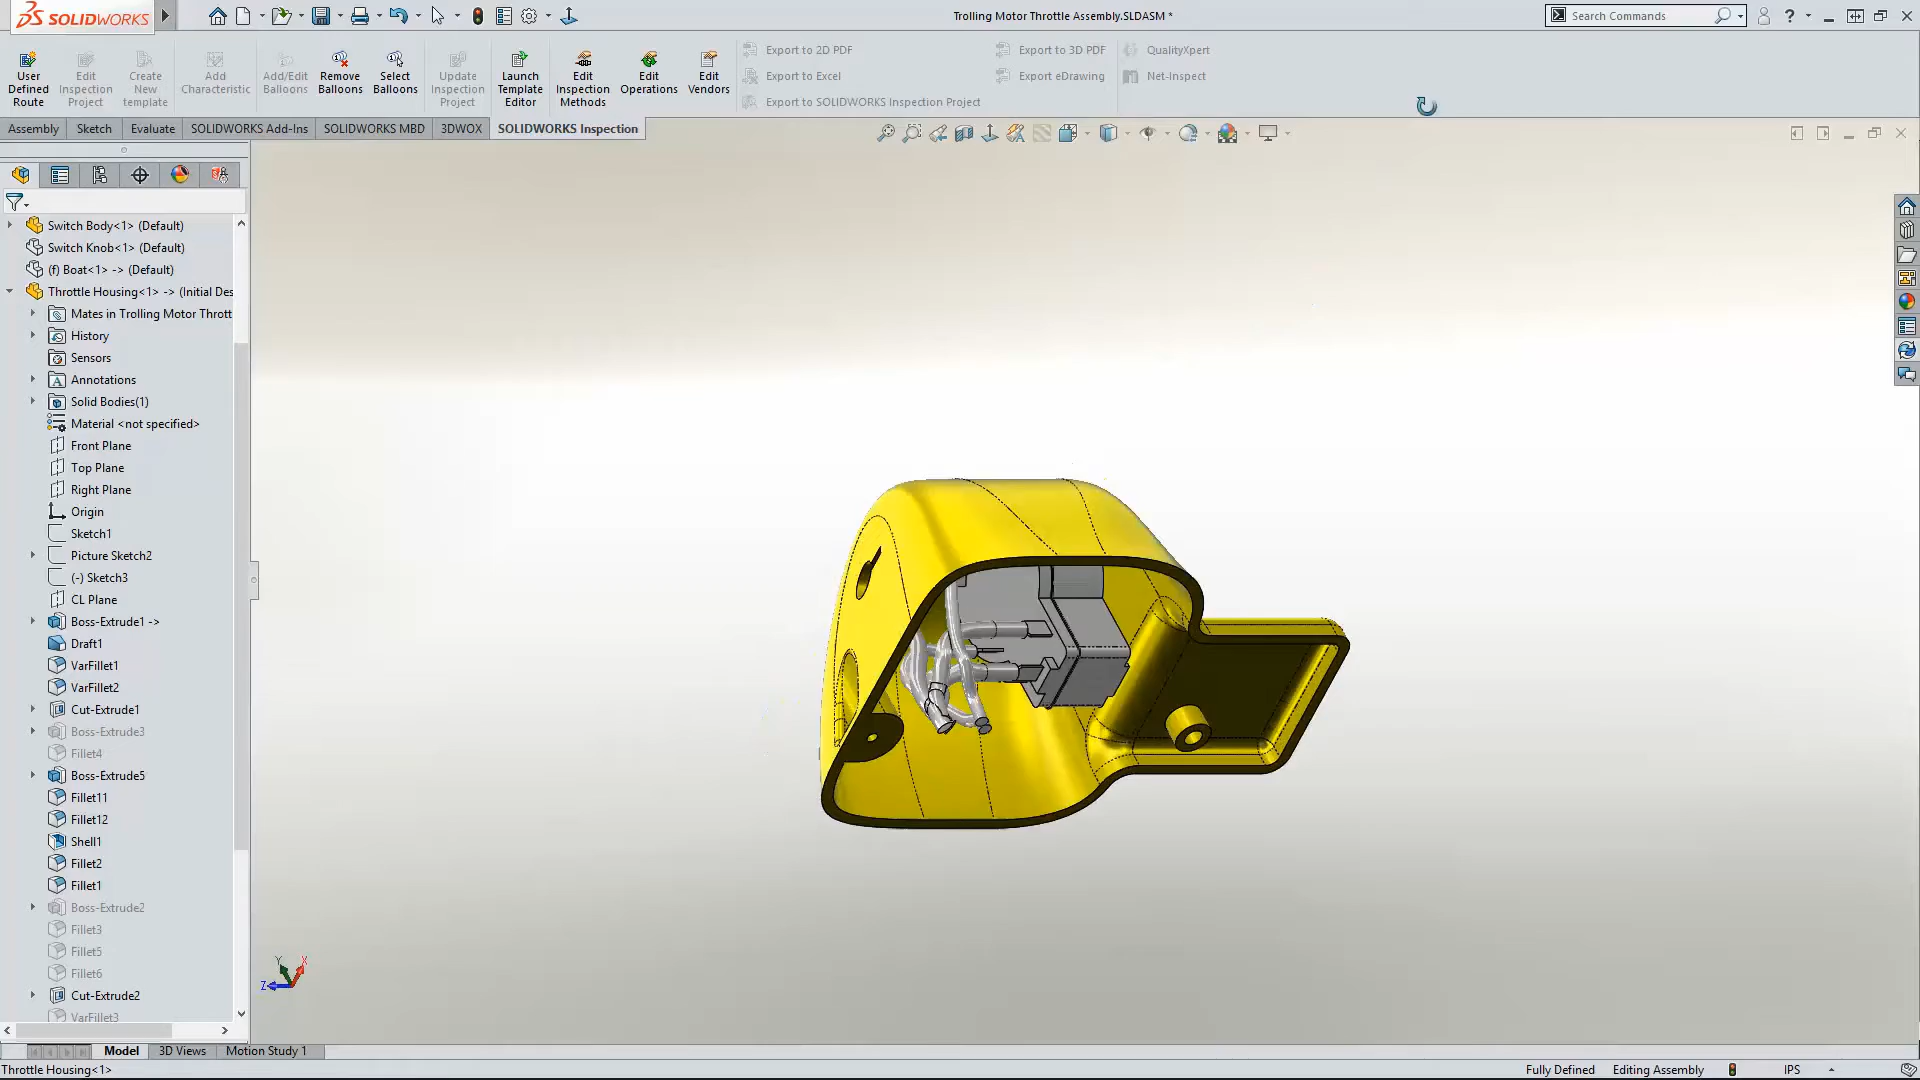 SOLIDWORKS
Trolling Motor Throttle Assembly.SLDASM *
Search Commands
User Defined Route
Edit Inspection Project
Create New template
Add Characteristic
Add/Edit Balloons
Remove Balloons
Select Balloons
Update Inspection Project
Launch Template Editor
Edit Inspection Methods
Edit Operations
Edit Vendors
Export to 2D PDF
Export to Excel
Export to SOLIDWORKS Inspection Project
Export to 3D PDF
Export eDrawing
QualityXpert
Net-Inspect
Assembly
Sketch
Evaluate
SOLIDWORKS Add-Ins
SOLIDWORKS MBD
3DWOX
SOLIDWORKS Inspection
Switch Body<1> (Default)
Switch Knob<1> (Default)
(f) Boat<1> -> (Default)
Throttle Housing<1> -> (Initial Des
Mates in Trolling Motor Thrott
History
Sensors
Annotations
Solid Bodies(1)
Material <not specified>
Front Plane
Top Plane
Right Plane
Origin
Sketch1
Picture Sketch2
(-) Sketch3
CL Plane
Boss-Extrude1 ->
Draft1
VarFillet1
VarFillet2
Cut-Extrude1
Boss-Extrude3
Fillet4
Boss-Extrude5
Fillet11
Fillet12
Shell1
Fillet2
Fillet1
Boss-Extrude2
Fillet3
Fillet5
Fillet6
Cut-Extrude2
VarFillet3
Y X
Z
Model
3D Views
Motion Study 1
Throttle Housing<1>
Fully Defined
Editing Assembly
IPS